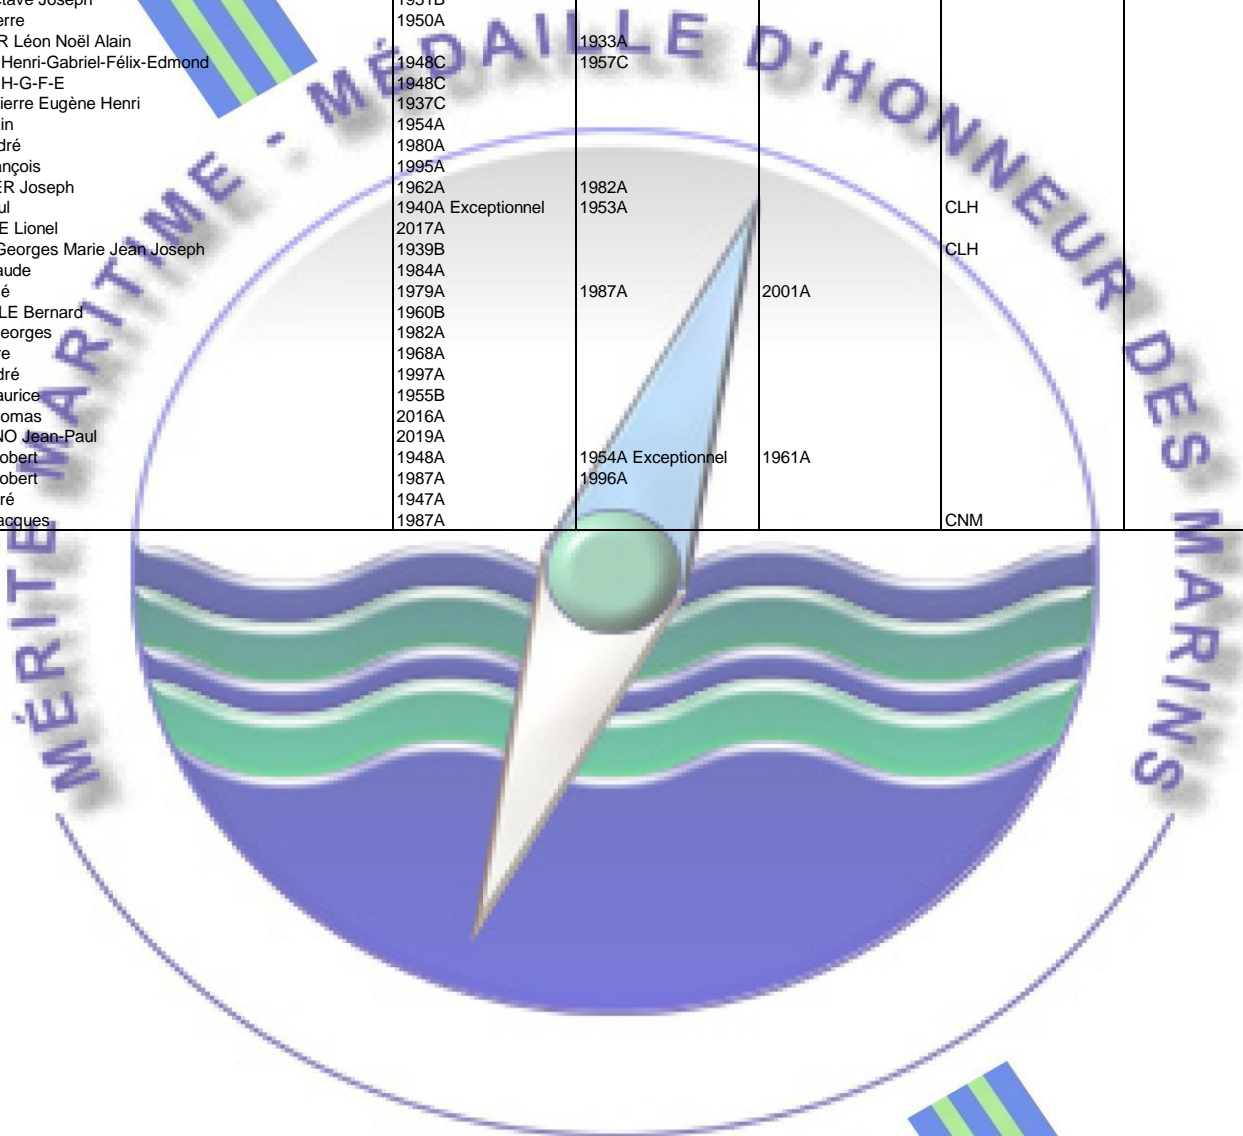 ctave Joseph 1951B
erre 1950A
R Léon Noël Alain 1933A
Henri-Gabriel-Félix-Edmond 1948C 1957C
H-G-F-E 1948C
ierre Eugène Henri 1937C
in 1954A
dré 1980A
ançois 1995A
ER Joseph 1962A 1982A
ul 1940A Exceptionnel 1953A CLH
E Lionel 2017A
Georges Marie Jean Joseph 1939B CLH
aude 1984A
é 1979A 1987A 2001A
LE Bernard 1960B
eorges 1982A
re 1968A
dré 1997A
aurice 1955B
omas 2016A
NO Jean-Paul 2019A
obert 1948A 1954A Exceptionnel 1961A
obert 1987A 1996A
ré 1947A
acques 1987A CNM
MÉRITE MARITIME - MÉDAILLE D'HONNEUR DES MARINS